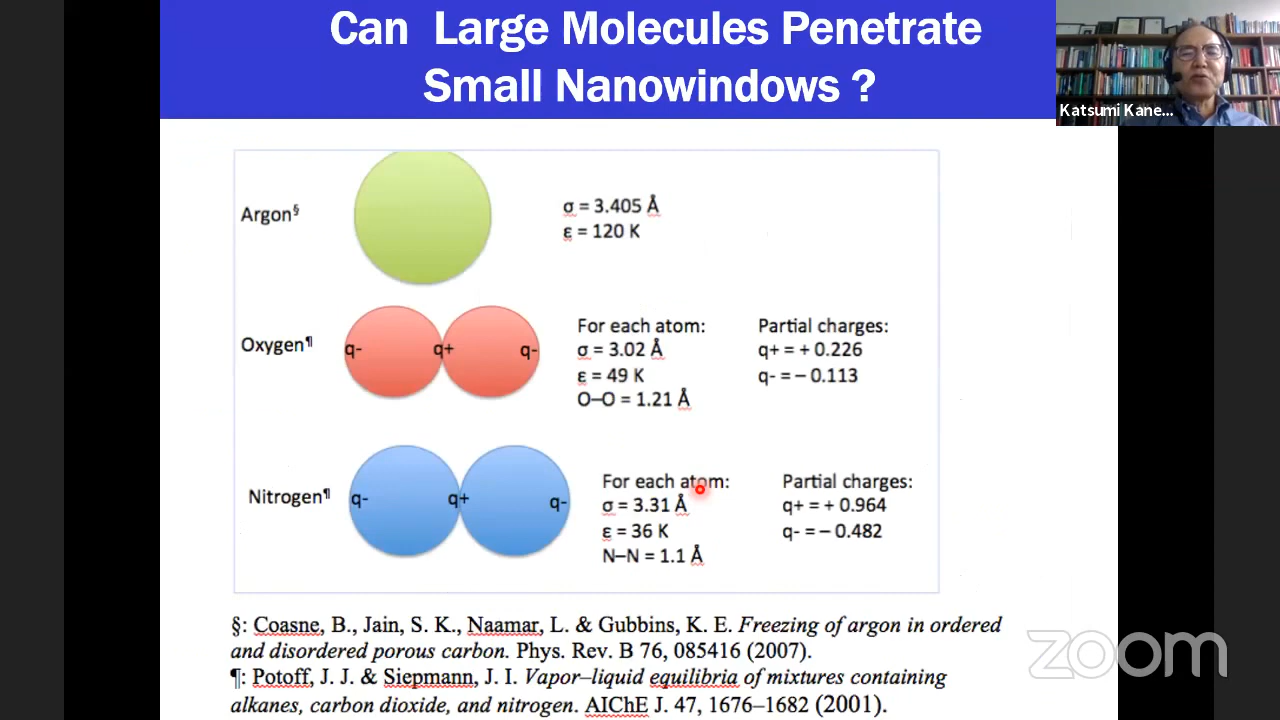 Can Large Molecules Penetrate
Small Nanowindows ?
Katsumi Kane...
Argon§
σ = 3.405 Å
ε = 120 K
Oxygen¶
q- q+ q-
For each atom:
σ = 3.02 Å
ε = 49 K
O–O = 1.21 Å
Partial charges:
q+ = + 0.226
q- = – 0.113
Nitrogen¶
q- q+ q-
For each atom:
σ = 3.31 Å
ε = 36 K
N–N = 1.1 Å
Partial charges:
q+ = + 0.964
q- = – 0.482
§: Coasne, B., Jain, S. K., Naamar, L. & Gubbins, K. E. Freezing of argon in ordered
and disordered porous carbon. Phys. Rev. B 76, 085416 (2007).
¶: Potoff, J. J. & Siepmann, J. I. Vapor–liquid equilibria of mixtures containing
alkanes, carbon dioxide, and nitrogen. AIChE J. 47, 1676–1682 (2001).
zoom